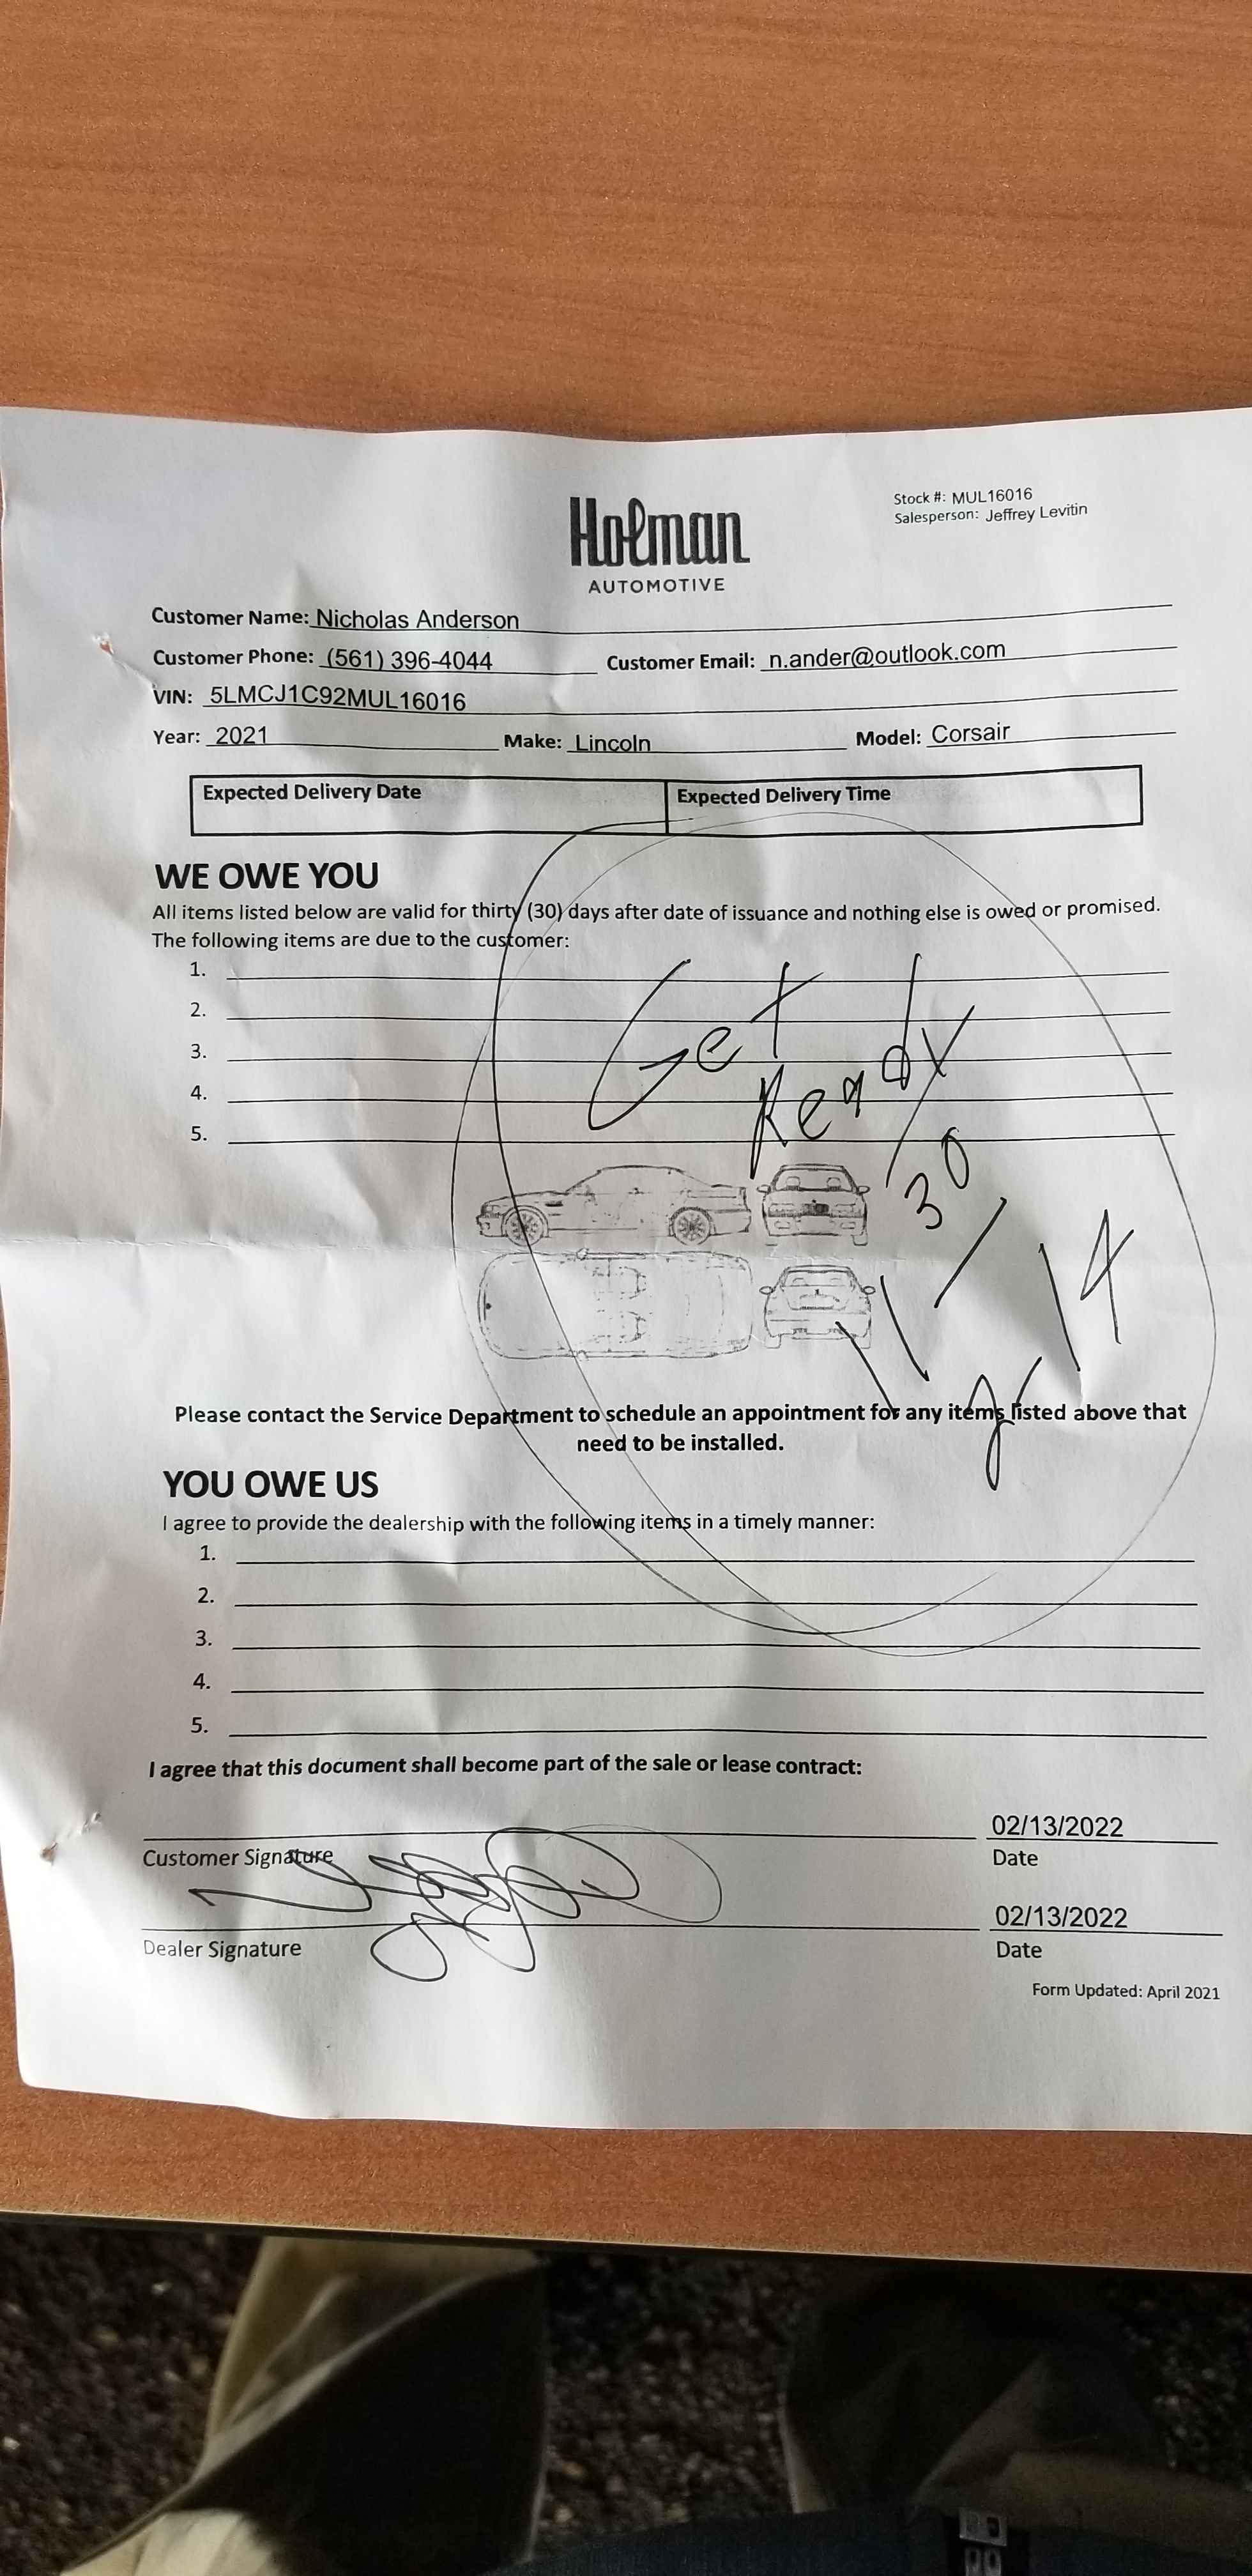 Stock #: MUL16016
Salesperson: Jeffrey Levitin
Holman
AUTOMOTIVE
Customer Name: Nicholas Anderson
Customer Phone: (561) 396-4044 Customer Email: n.ander@outlook.com
VIN: 5LMCJ1C92MUL16016
Year: 2021 Make: Lincoln Model: Corsair
Expected Delivery Date Expected Delivery Time
WE OWE YOU
All items listed below are valid for thirty (30) days after date of issuance and nothing else is owed or promised.
The following items are due to the customer:
1.
2.
3.
4.
5.
Get
Ready
11/30
2/14
Please contact the Service Department to schedule an appointment for any items listed above that
need to be installed.
YOU OWE US
I agree to provide the dealership with the following items in a timely manner:
1.
2.
3.
4.
5.
I agree that this document shall become part of the sale or lease contract:
02/13/2022
Customer Signature Date
02/13/2022
Dealer Signature Date
Form Updated: April 2021